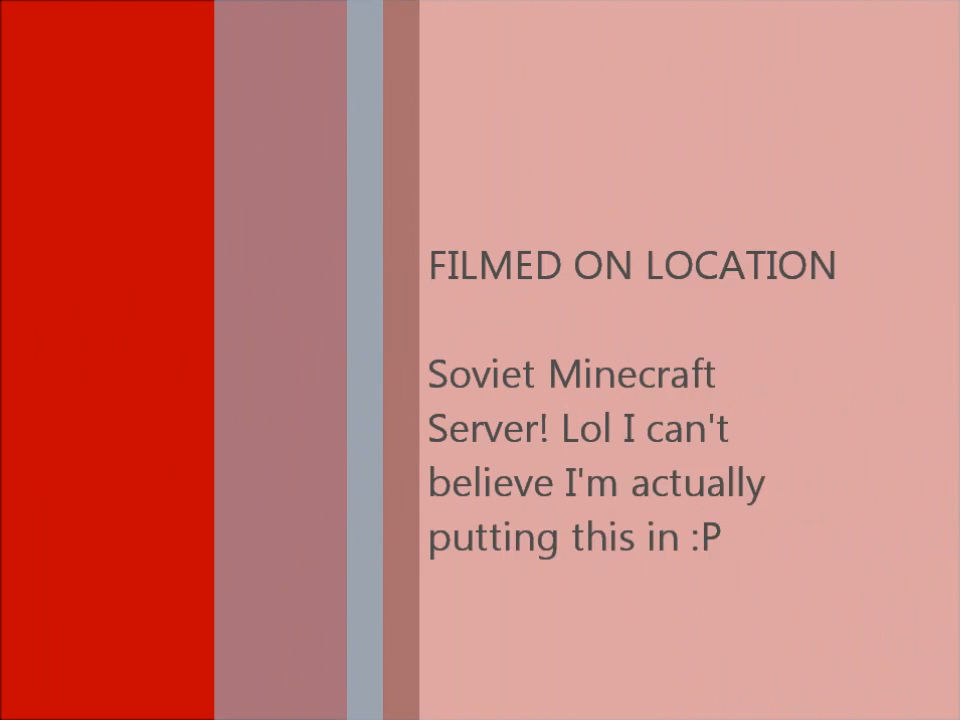 FILMED ON LOCATION
Soviet Minecraft
Server! Lol I can't
believe I'm actually
putting this in :P